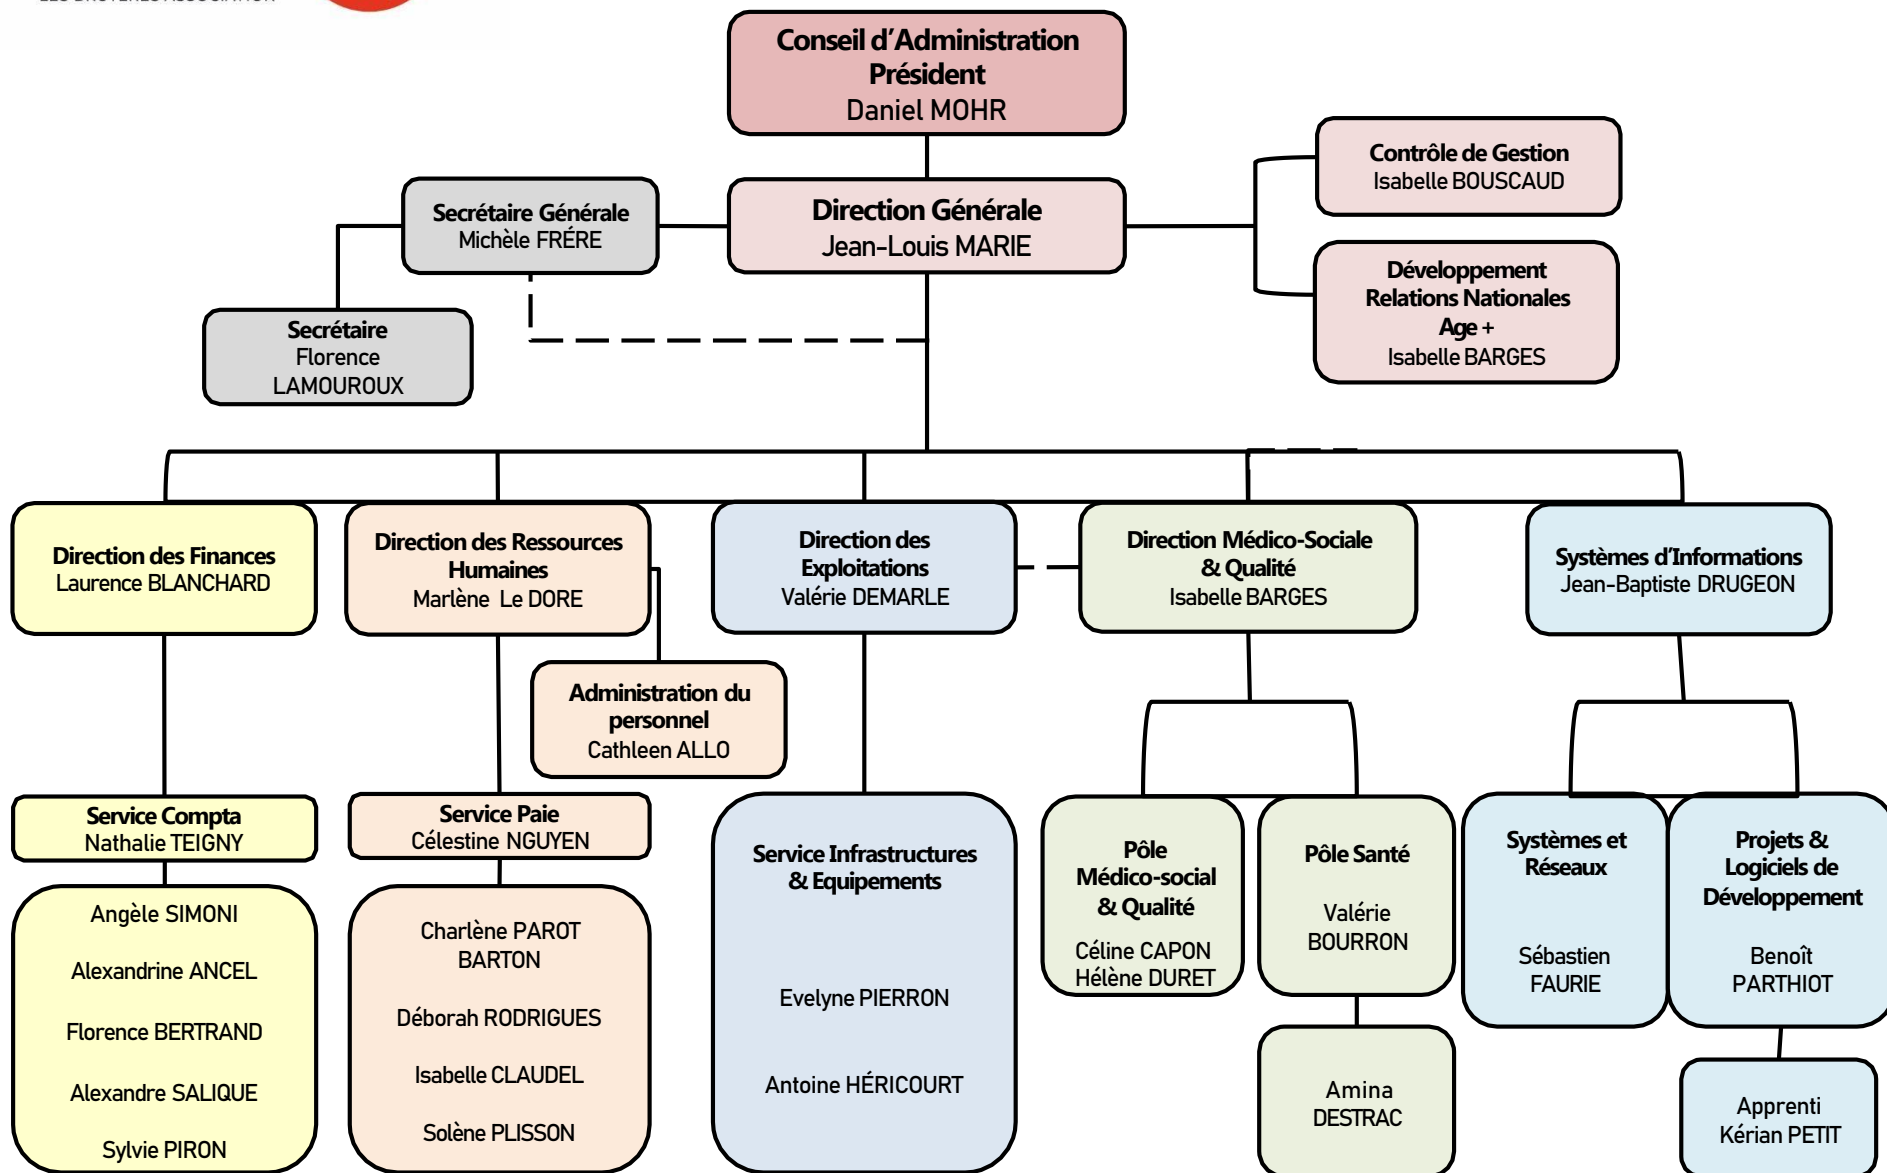 Conseil d'Administration
Président
Daniel MOHR
Contrôle de Gestion
Isabelle BOUSCAUD
Secrétaire Générale
Michèle FRÉRE
Direction Générale
Jean-Louis MARIE
Développement
Relations Nationales
Age +
Isabelle BARGES
Secrétaire
Florence
LAMOUROUX
Direction des Finances
Laurence BLANCHARD
Direction des Ressources
Humaines
Marlène Le DORE
Direction des
Exploitations
Valérie DEMARLE
Direction Médico-Sociale
& Qualité
Isabelle BARGES
Systèmes d'Informations
Jean-Baptiste DRUGEON
Administration du
personnel
Cathleen ALLO
Service Compta
Nathalie TEIGNY
Service Paie
Célestine NGUYEN
Service Infrastructures
& Equipements
Evelyne PIERRON
Antoine HÉRICOURT
Pôle
Médico-social
& Qualité
Céline CAPON
Hélène DURET
Pôle Santé
Valérie
BOURRON
Systèmes et
Réseaux
Sébastien
FAURIE
Projets &
Logiciels de
Développement
Benoît
PARTHIOT
Angèle SIMONI
Alexandrine ANCEL
Florence BERTRAND
Alexandre SALIQUE
Sylvie PIRON
Charlène PAROT
BARTON
Déborah RODRIGUES
Isabelle CLAUDEL
Solène PLISSON
Amina
DESTRAC
Apprenti
Kérian PETIT